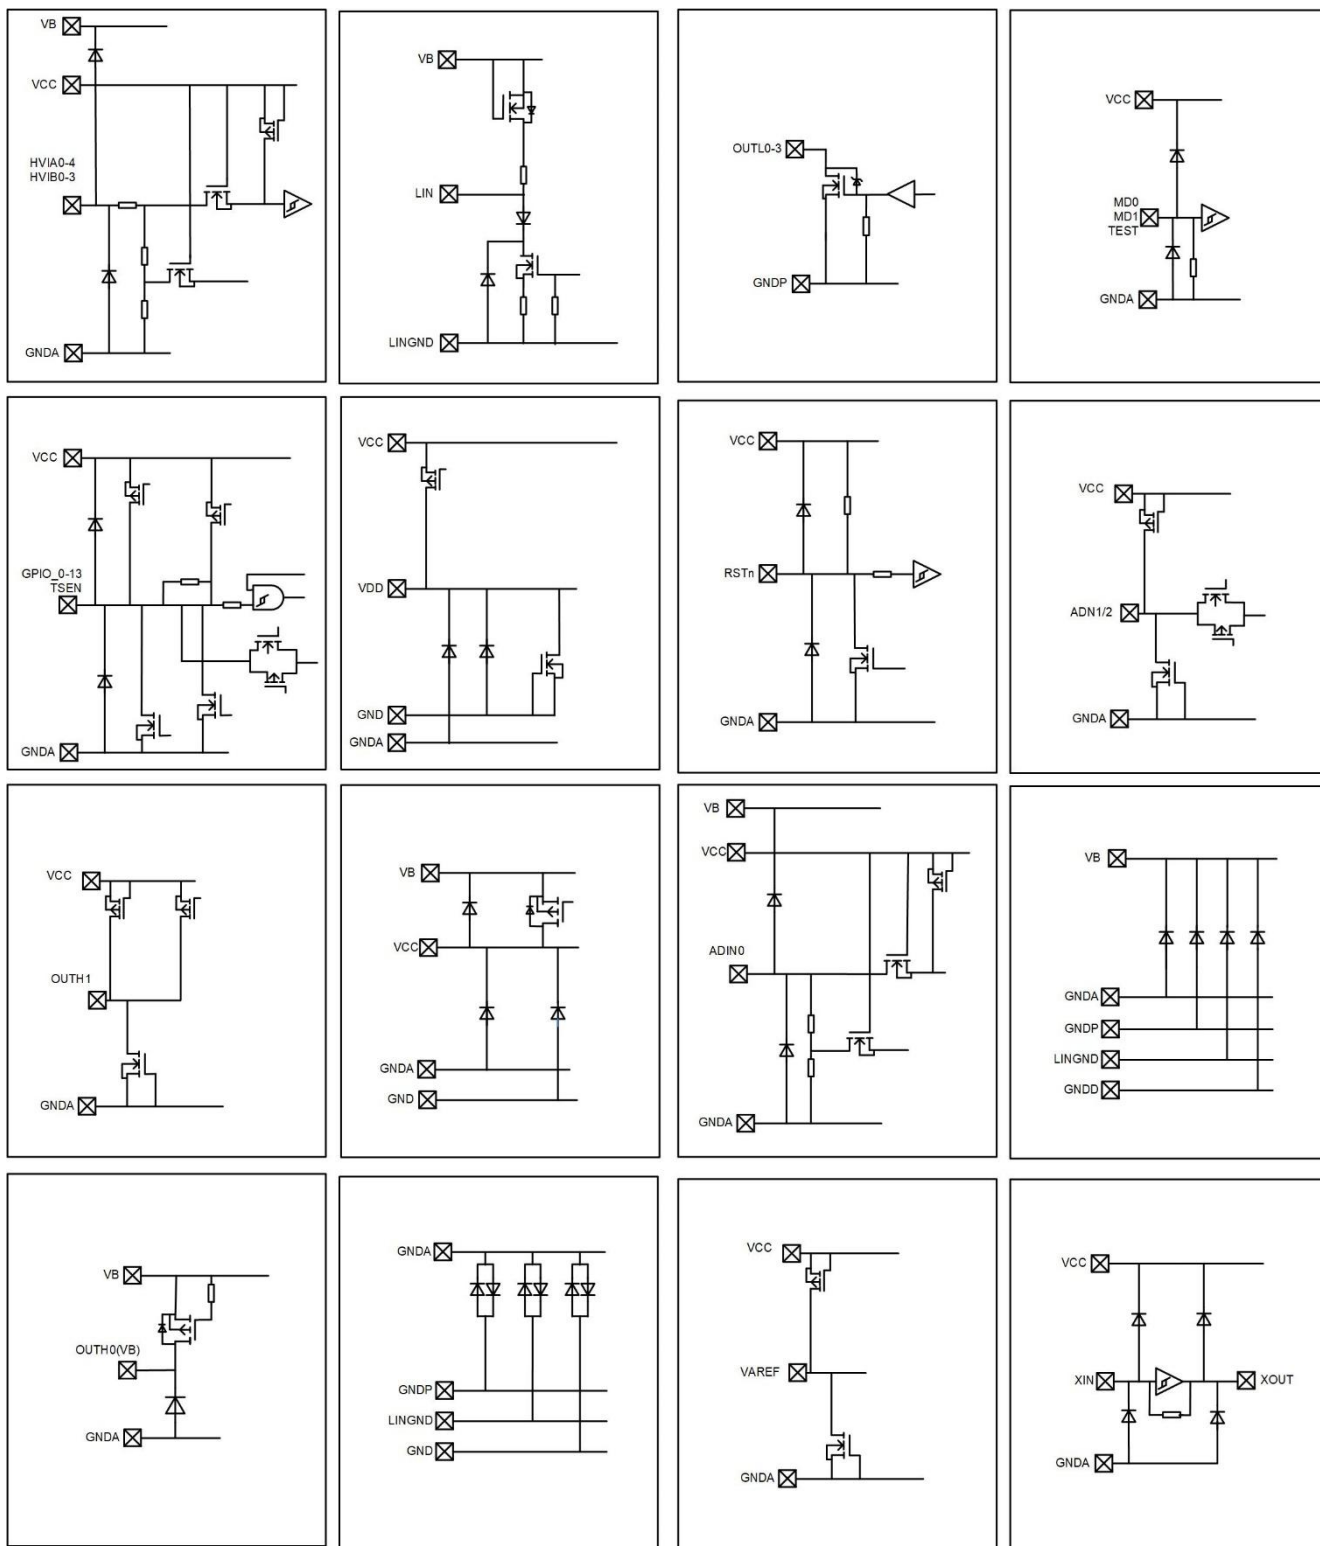 VB
VCC
HVIA0-4
HVIB0-3
GNDA
VB
LIN
LINGND
OUTL0-3
GNDP
VCC
MD0
MD1
TEST
GNDA
VCC
GPIO_0-13
TSEN
GNDA
VCC
VDD
GND
GNDA
VCC
RSTn
GNDA
VCC
ADN1/2
GNDA
VCC
OUTH1
GNDA
VB
VCC
GNDA
GND
VB
VCC
ADIN0
GNDA
VB
GNDA
GNDP
LINGND
GNDD
VB
OUTH0(VB)
GNDA
GNDA
GNDP
LINGND
GND
VCC
VAREF
GNDA
VCC
XIN
XOUT
GNDA